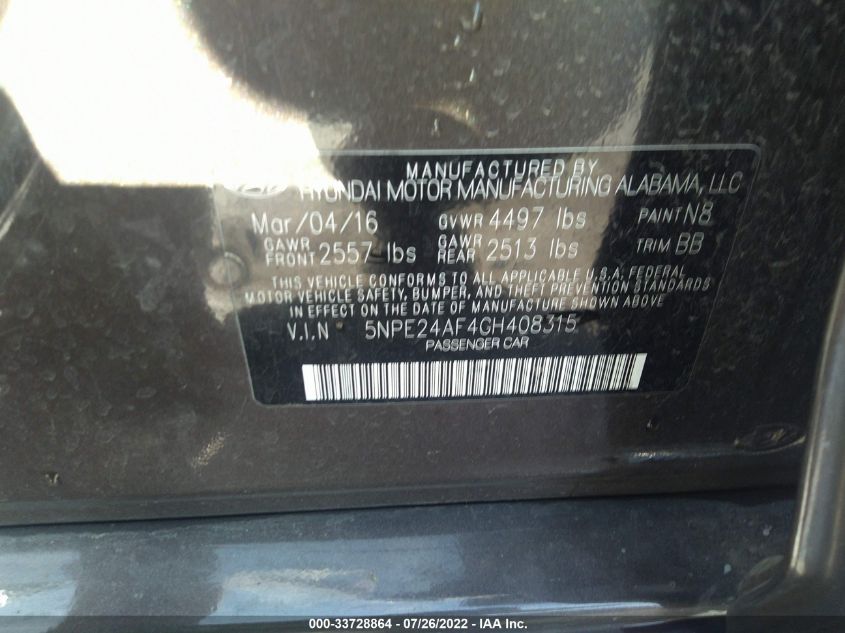 MANUFACTURED BY
HYUNDAI MOTOR MANUFACTURING ALABAMA, LLC
Mar/04/16 GVWR 4497 lbs PAINT N8
GAWR FRONT 2557 lbs GAWR REAR 2513 lbs TRIM BB
THIS VEHICLE CONFORMS TO ALL APPLICABLE U.S.A. FEDERAL
MOTOR VEHICLE SAFETY, BUMPER, AND THEFT PREVENTION STANDARDS
IN EFFECT ON THE DATE OF MANUFACTURE SHOWN ABOVE
V.I.N 5NPE24AF4GH408315
PASSENGER CAR
000-33728864 / 07/26/2022 - IAA Inc.